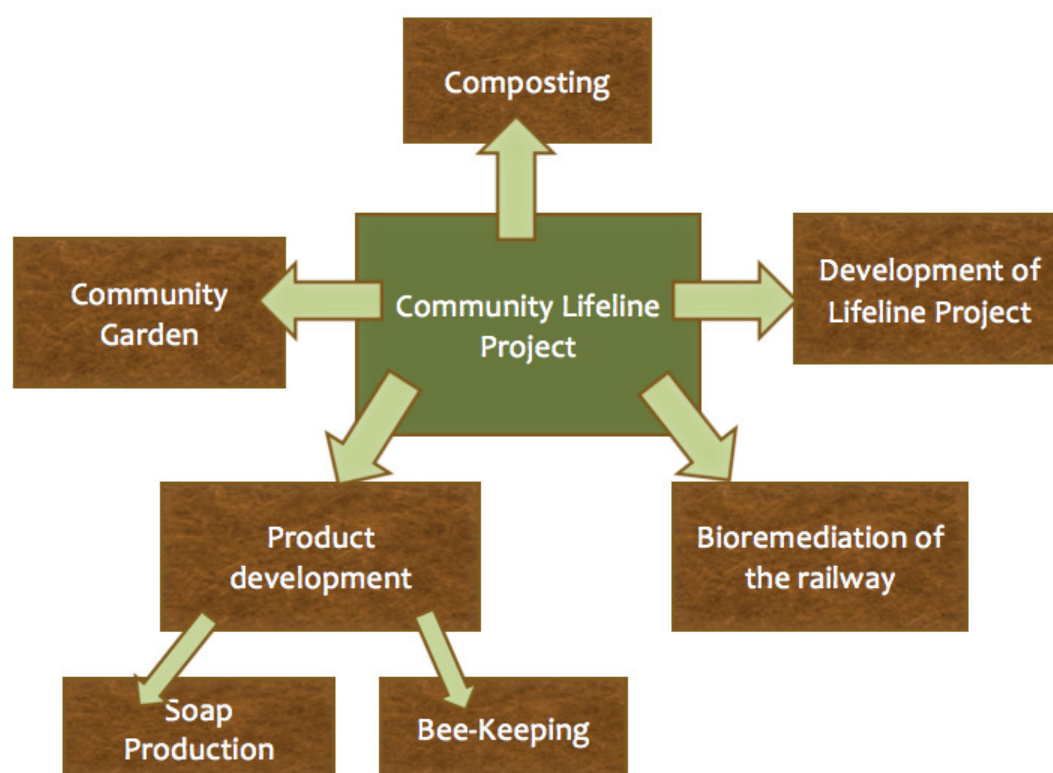 Composting
Community
Garden
Community Lifeline
Project
Development of
Lifeline Project
Product
development
Bioremediation of
the railway
Soap
Production
Bee-Keeping